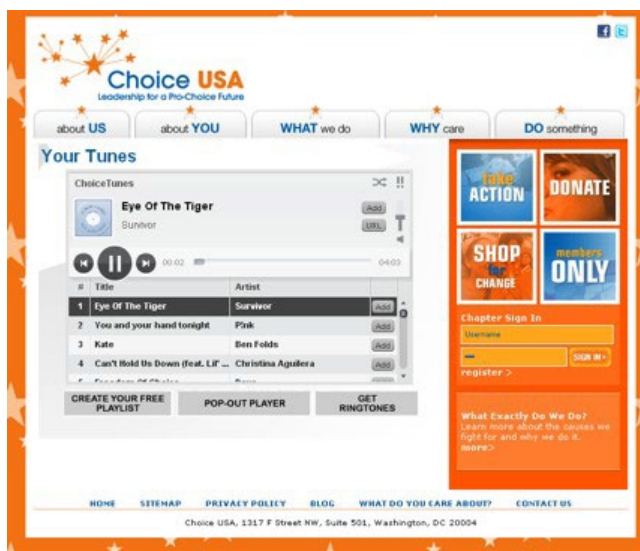 Choice USA
Leadership for a Pro-Choice Future
about US about YOU WHAT we do WHY care DO something
Your Tunes
ChoiceTunes
Eye Of The Tiger Add
Survivor URL
00:02 04:03
# Title Artist
1 Eye Of The Tiger Survivor Add
2 You and your hand tonight P!nk Add
3 Kate Ben Folds Add
4 Can't Hold Us Down (feat. Lil' ... Christina Aguilera Add
CREATE YOUR FREE PLAYLIST
POP-OUT PLAYER
GET RINGTONES
take ACTION
DONATE
SHOP for CHANGE
members ONLY
Chapter Sign In
Username
SIGN IN
register >
What Exactly Do We Do?
Learn more about the causes we
fight for and why we do it.
more>
HOME SITEMAP PRIVACY POLICY BLOG WHAT DO YOU CARE ABOUT? CONTACT US
Choice USA, 1317 F Street NW, Suite 501, Washington, DC 20004